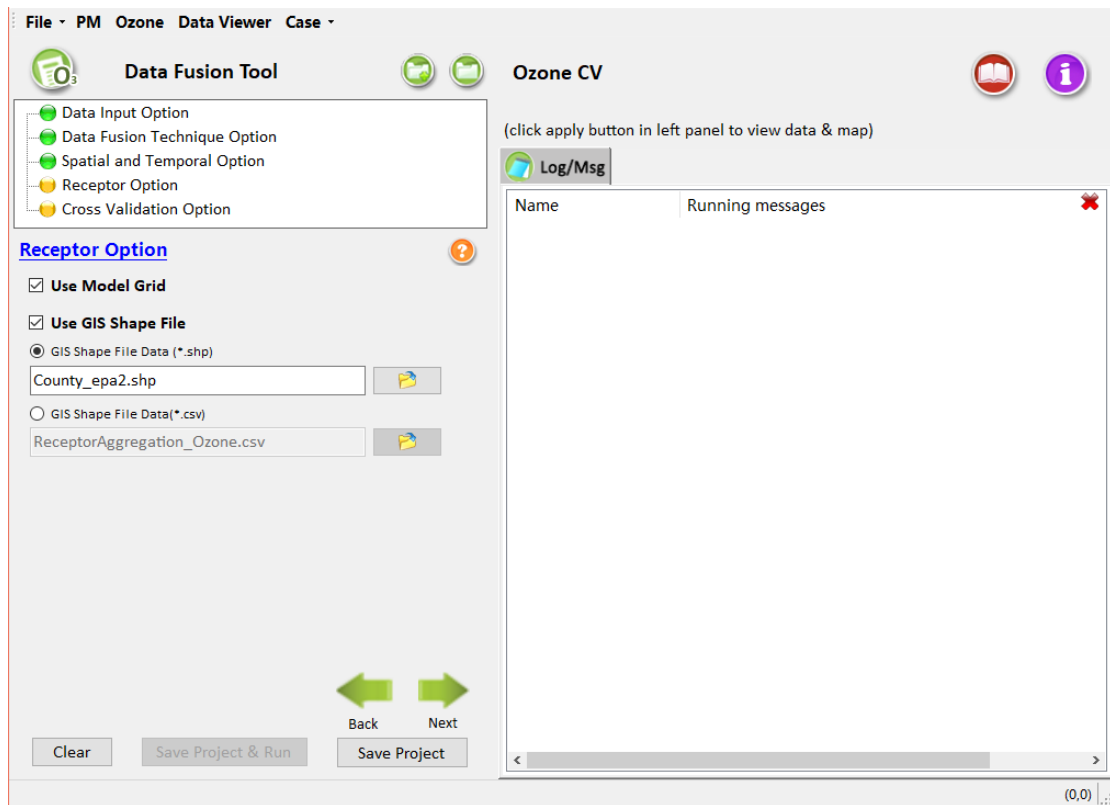 File PM Ozone Data Viewer Case
O3
Data Fusion Tool
Data Input Option
Data Fusion Technique Option
Spatial and Temporal Option
Receptor Option
Cross Validation Option
Receptor Option
?
Use Model Grid
Use GIS Shape File
GIS Shape File Data (*.shp)
County_epa2.shp
GIS Shape File Data(*.csv)
ReceptorAggregation_Ozone.csv
Back Next
Clear Save Project & Run Save Project
Ozone CV
i
(click apply button in left panel to view data & map)
Log/Msg
Name Running messages
(0,0)